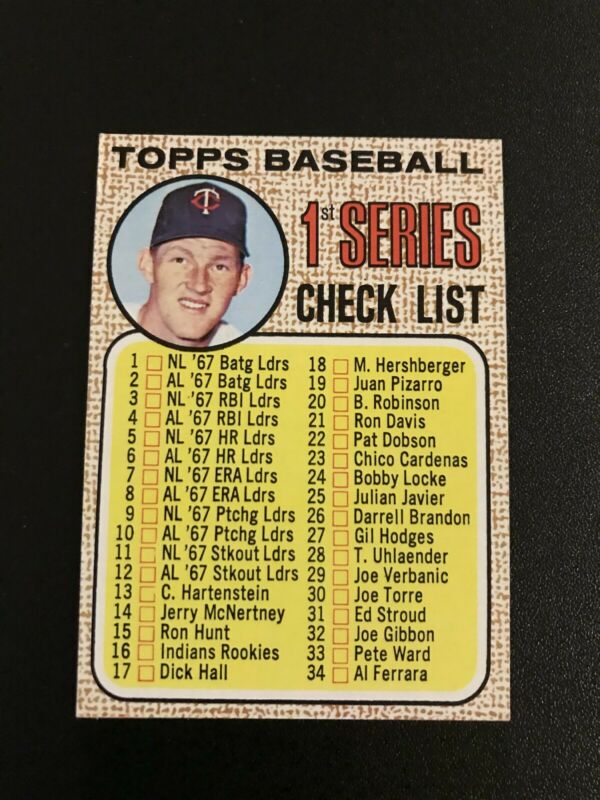 TOPPS BASEBALL
TC
1st SERIES
CHECK LIST
1 NL '67 Batg Ldrs
2 AL '67 Batg Ldrs
3 NL '67 RBI Ldrs
4 AL '67 RBI Ldrs
5 NL '67 HR Ldrs
6 AL '67 HR Ldrs
7 NL '67 ERA Ldrs
8 AL '67 ERA Ldrs
9 NL '67 Ptchg Ldrs
10 AL '67 Ptchg Ldrs
11 NL '67 Stkout Ldrs
12 AL '67 Stkout Ldrs
13 C. Hartenstein
14 Jerry McNertney
15 Ron Hunt
16 Indians Rookies
17 Dick Hall
18 M. Hershberger
19 Juan Pizarro
20 B. Robinson
21 Ron Davis
22 Pat Dobson
23 Chico Cardenas
24 Bobby Locke
25 Julian Javier
26 Darrell Brandon
27 Gil Hodges
28 T. Uhlaender
29 Joe Verbanic
30 Joe Torre
31 Ed Stroud
32 Joe Gibbon
33 Pete Ward
34 Al Ferrara